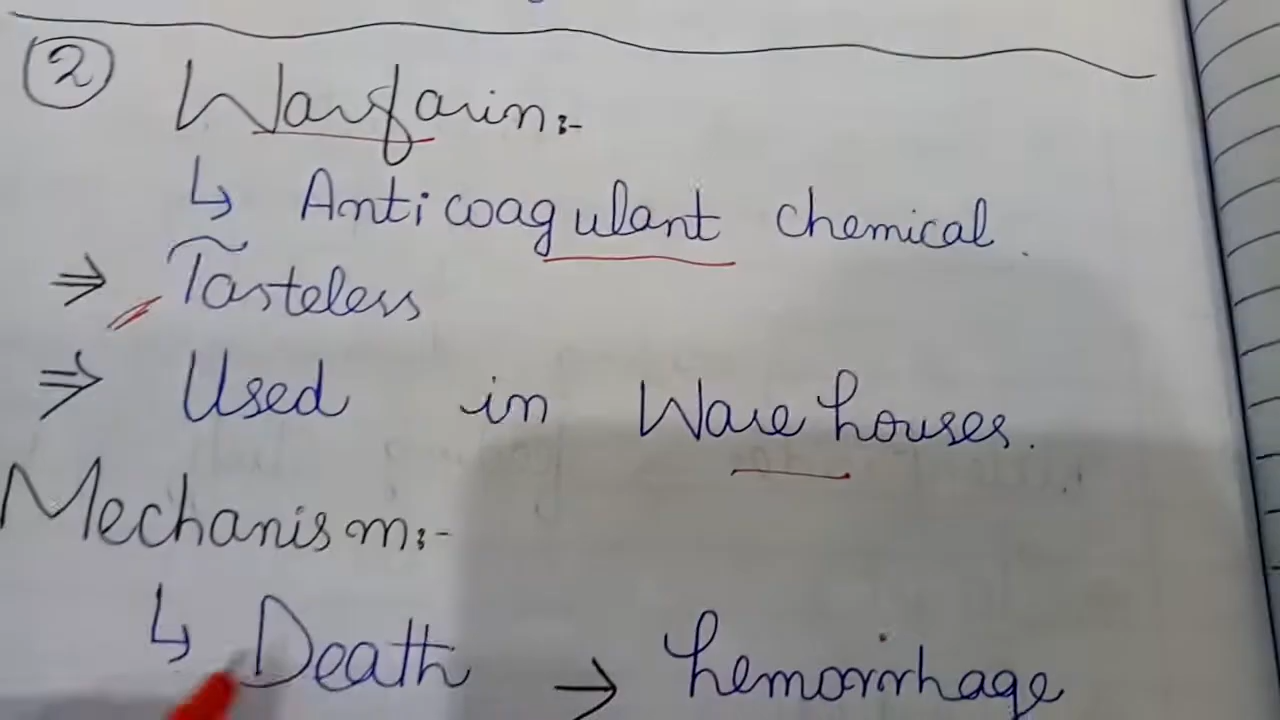 ② Warfarin:-
↳ Anticoagulant chemical.
⇒ Tasteless
⇒ Used in Warehouses.
Mechanism:-
↳ Death → hemorrhage